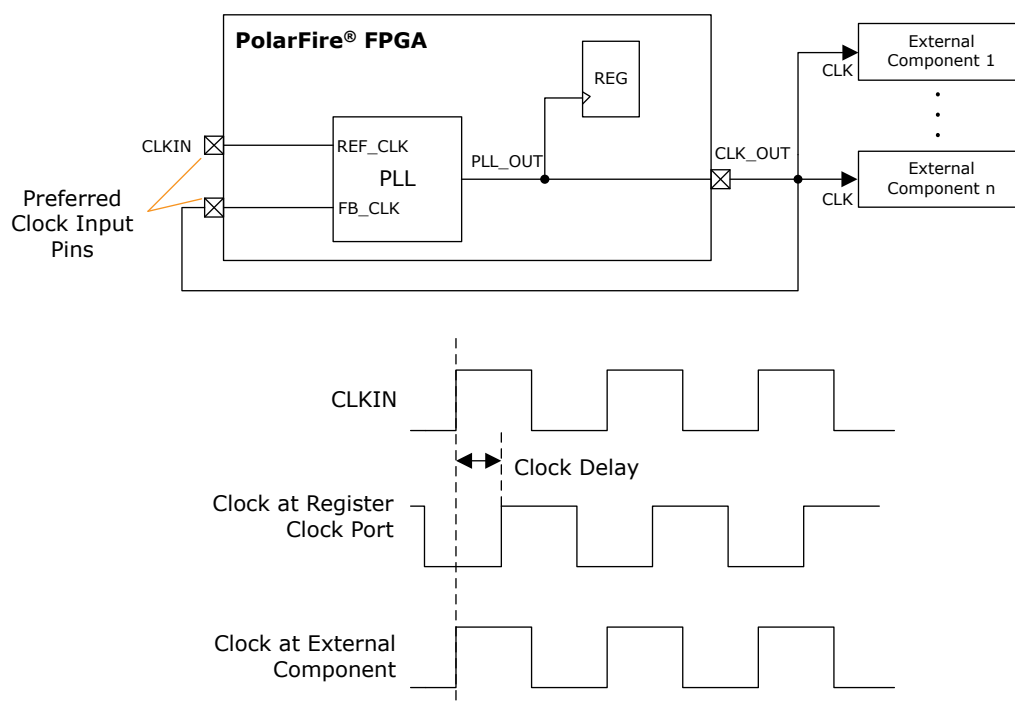 PolarFire® FPGA
REG
External
Component 1
CLK
CLKIN
REF_CLK
PLL
FB_CLK
PLL_OUT
CLK_OUT
External
Component n
CLK
Preferred
Clock Input
Pins
CLKIN
Clock Delay
Clock at Register
Clock Port
Clock at External
Component